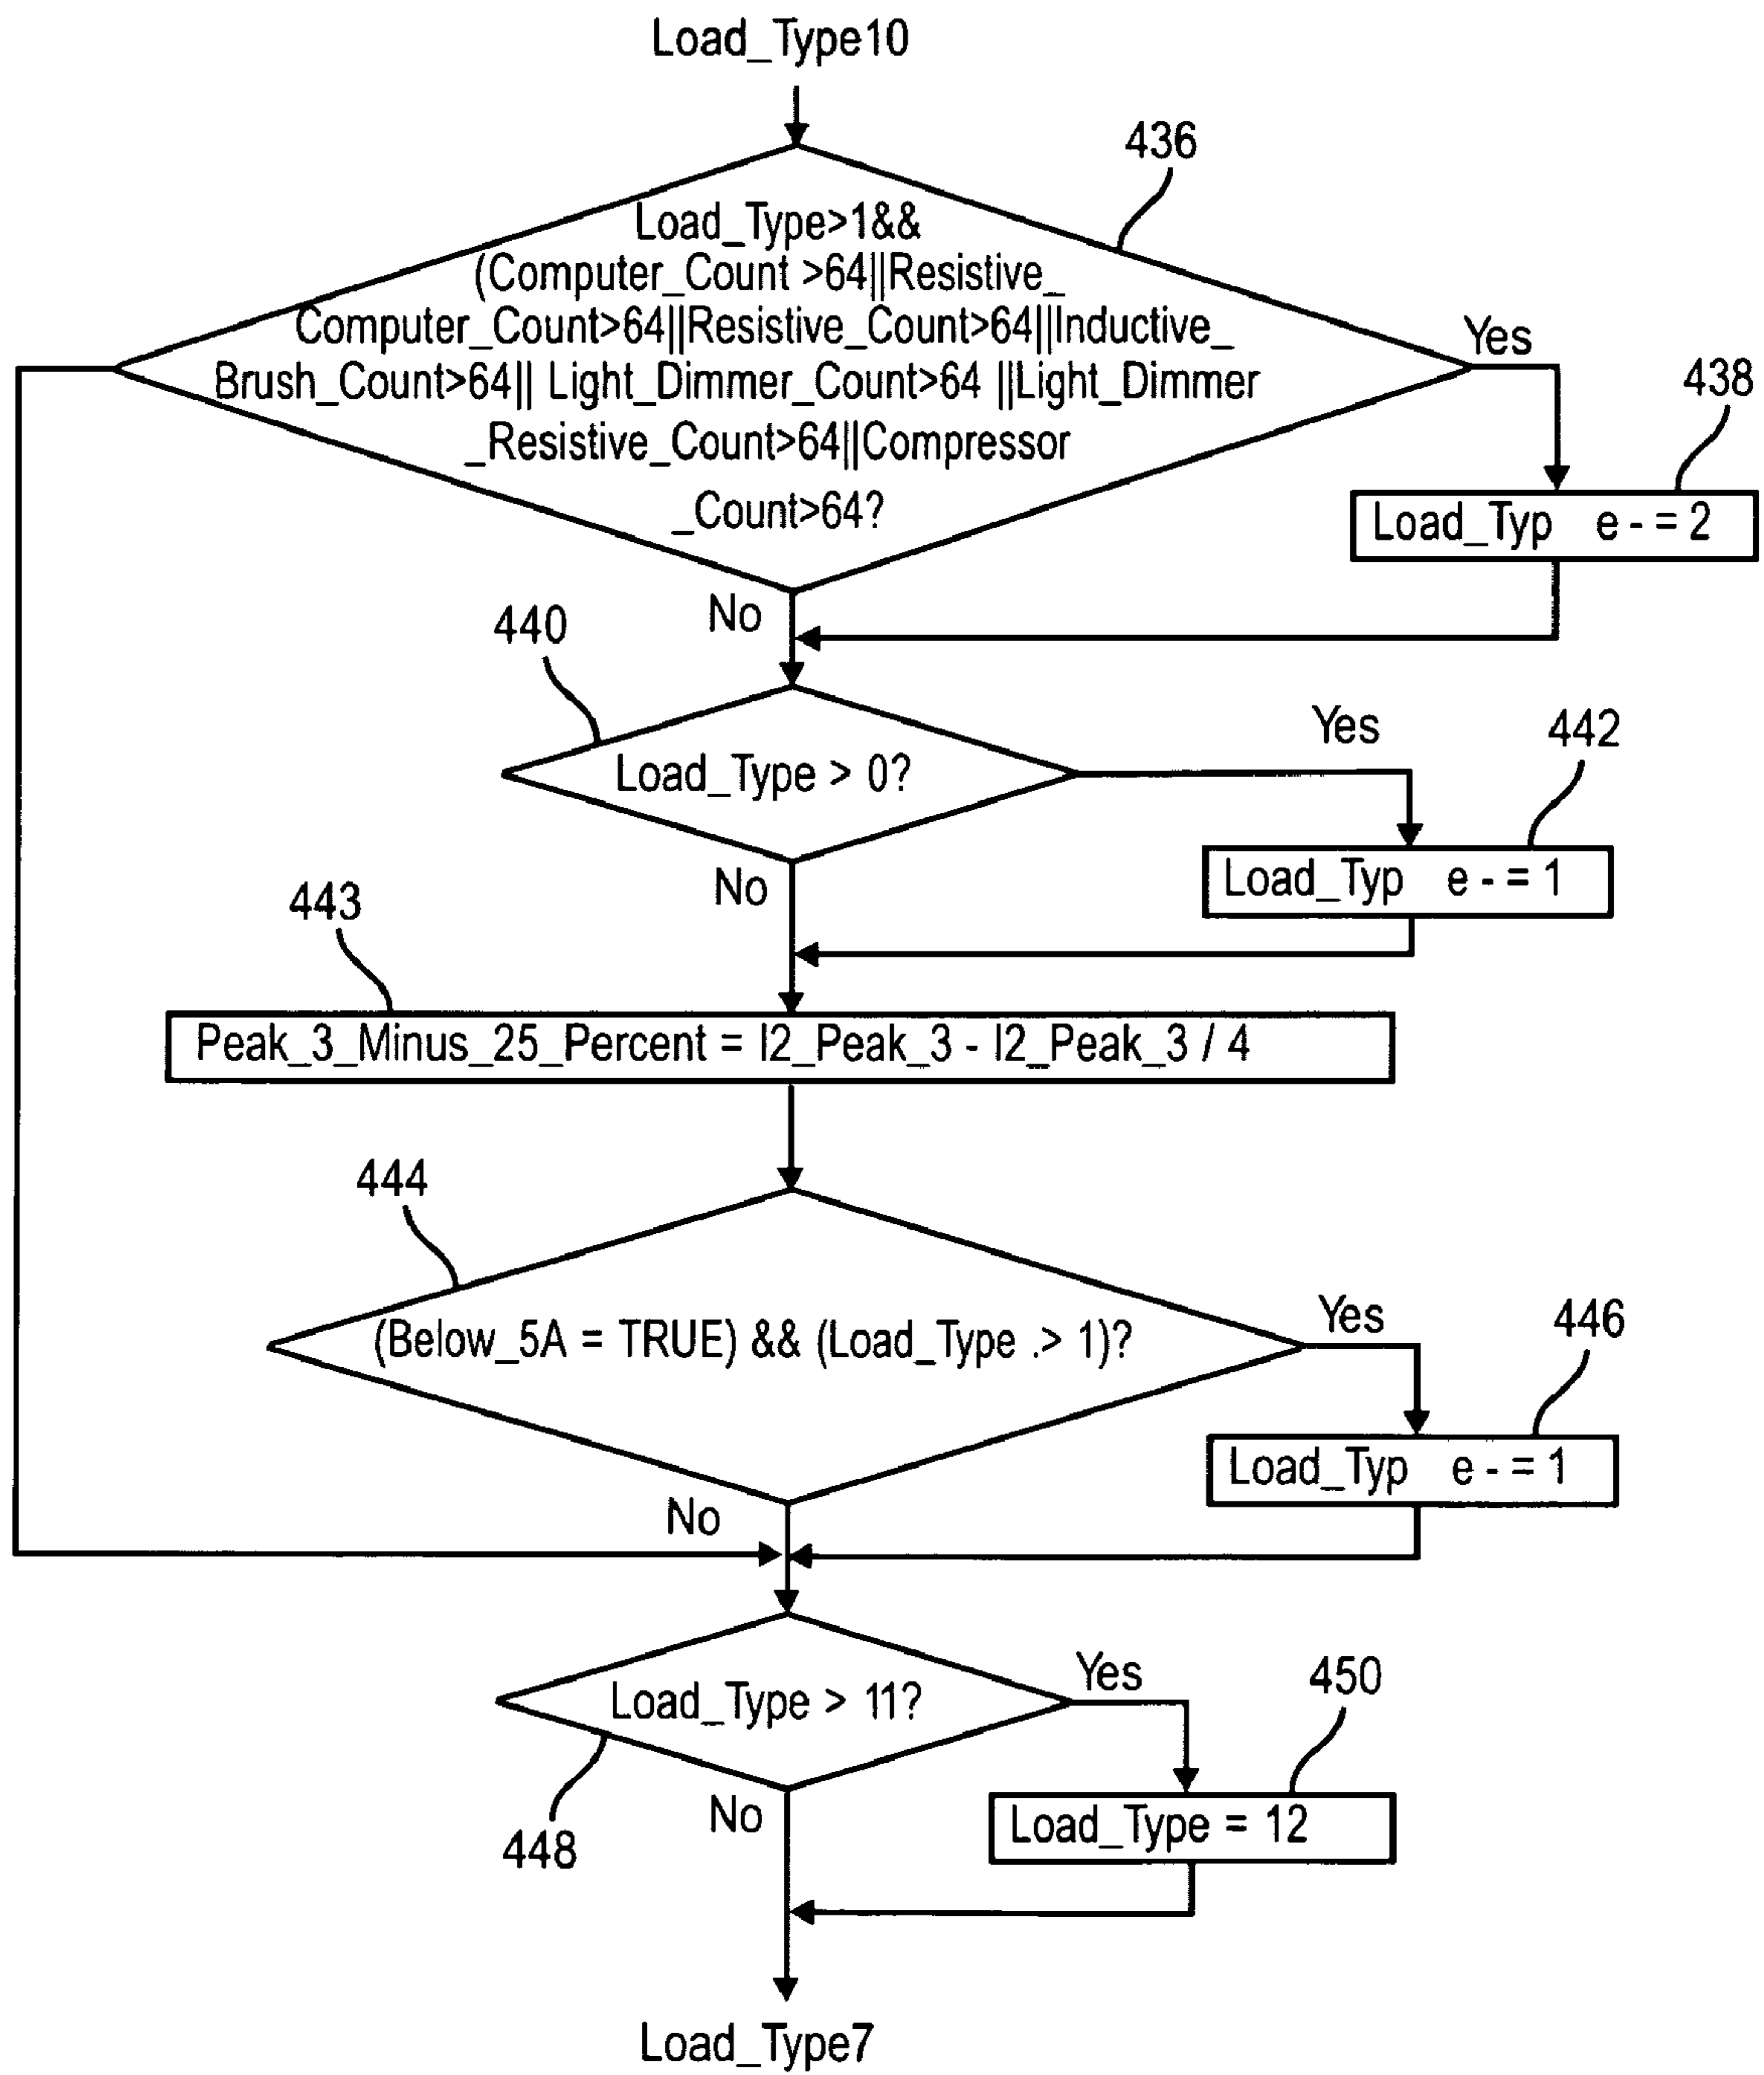 Load_Type10
436
Load_Type>1&&
(Computer_Count >64||Resistive_
Computer_Count>64||Resistive_Count>64||Inductive_
Brush_Count>64|| Light_Dimmer_Count>64 ||Light_Dimmer
_Resistive_Count>64||Compressor
_Count>64?
Yes
438
Load_Typ e - = 2
No
440
Load_Type > 0?
Yes
442
Load_Typ e - = 1
No
443
Peak_3_Minus_25_Percent = I2_Peak_3 - I2_Peak_3 / 4
444
(Below_5A = TRUE) && (Load_Type .> 1)?
Yes
446
Load_Typ e - = 1
No
Load_Type > 11?
Yes
450
448
No
Load_Type = 12
Load_Type7